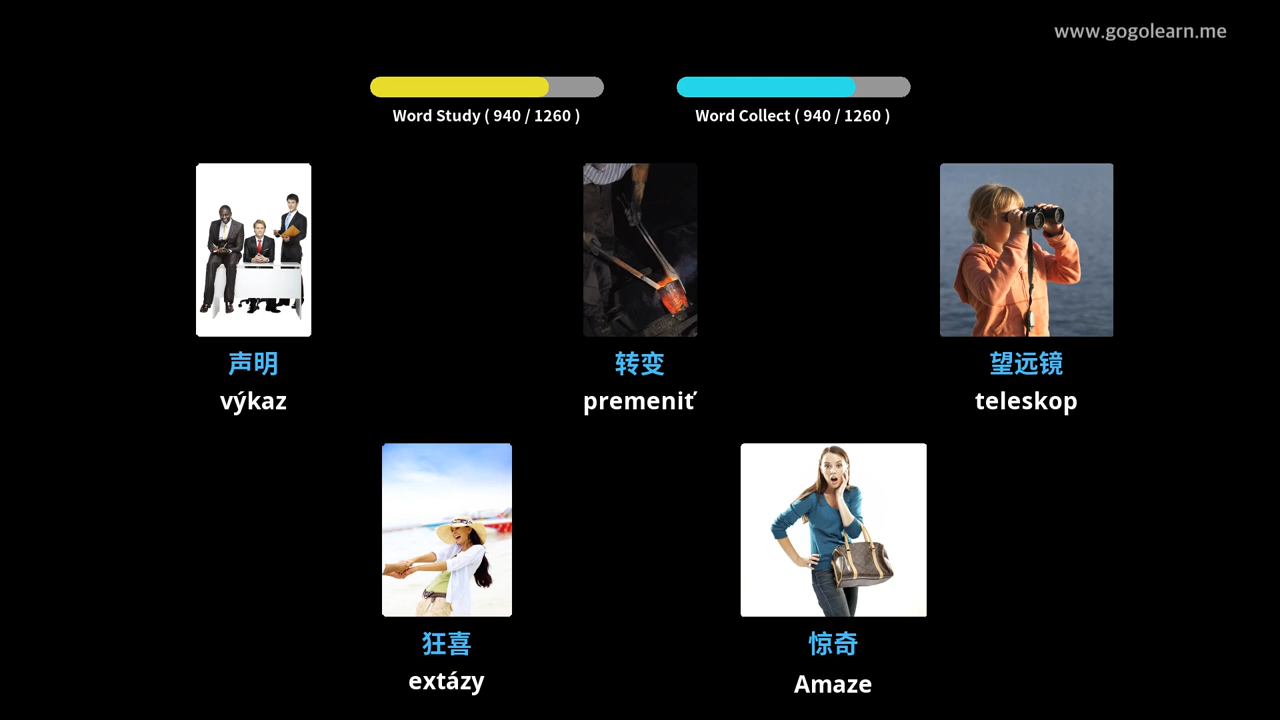 www.gogolearn.me
Word Study ( 940 / 1260 )
Word Collect ( 940 / 1260 )
声明
výkaz
转变
premeniť
望远镜
teleskop
狂喜
extázy
惊奇
Amaze